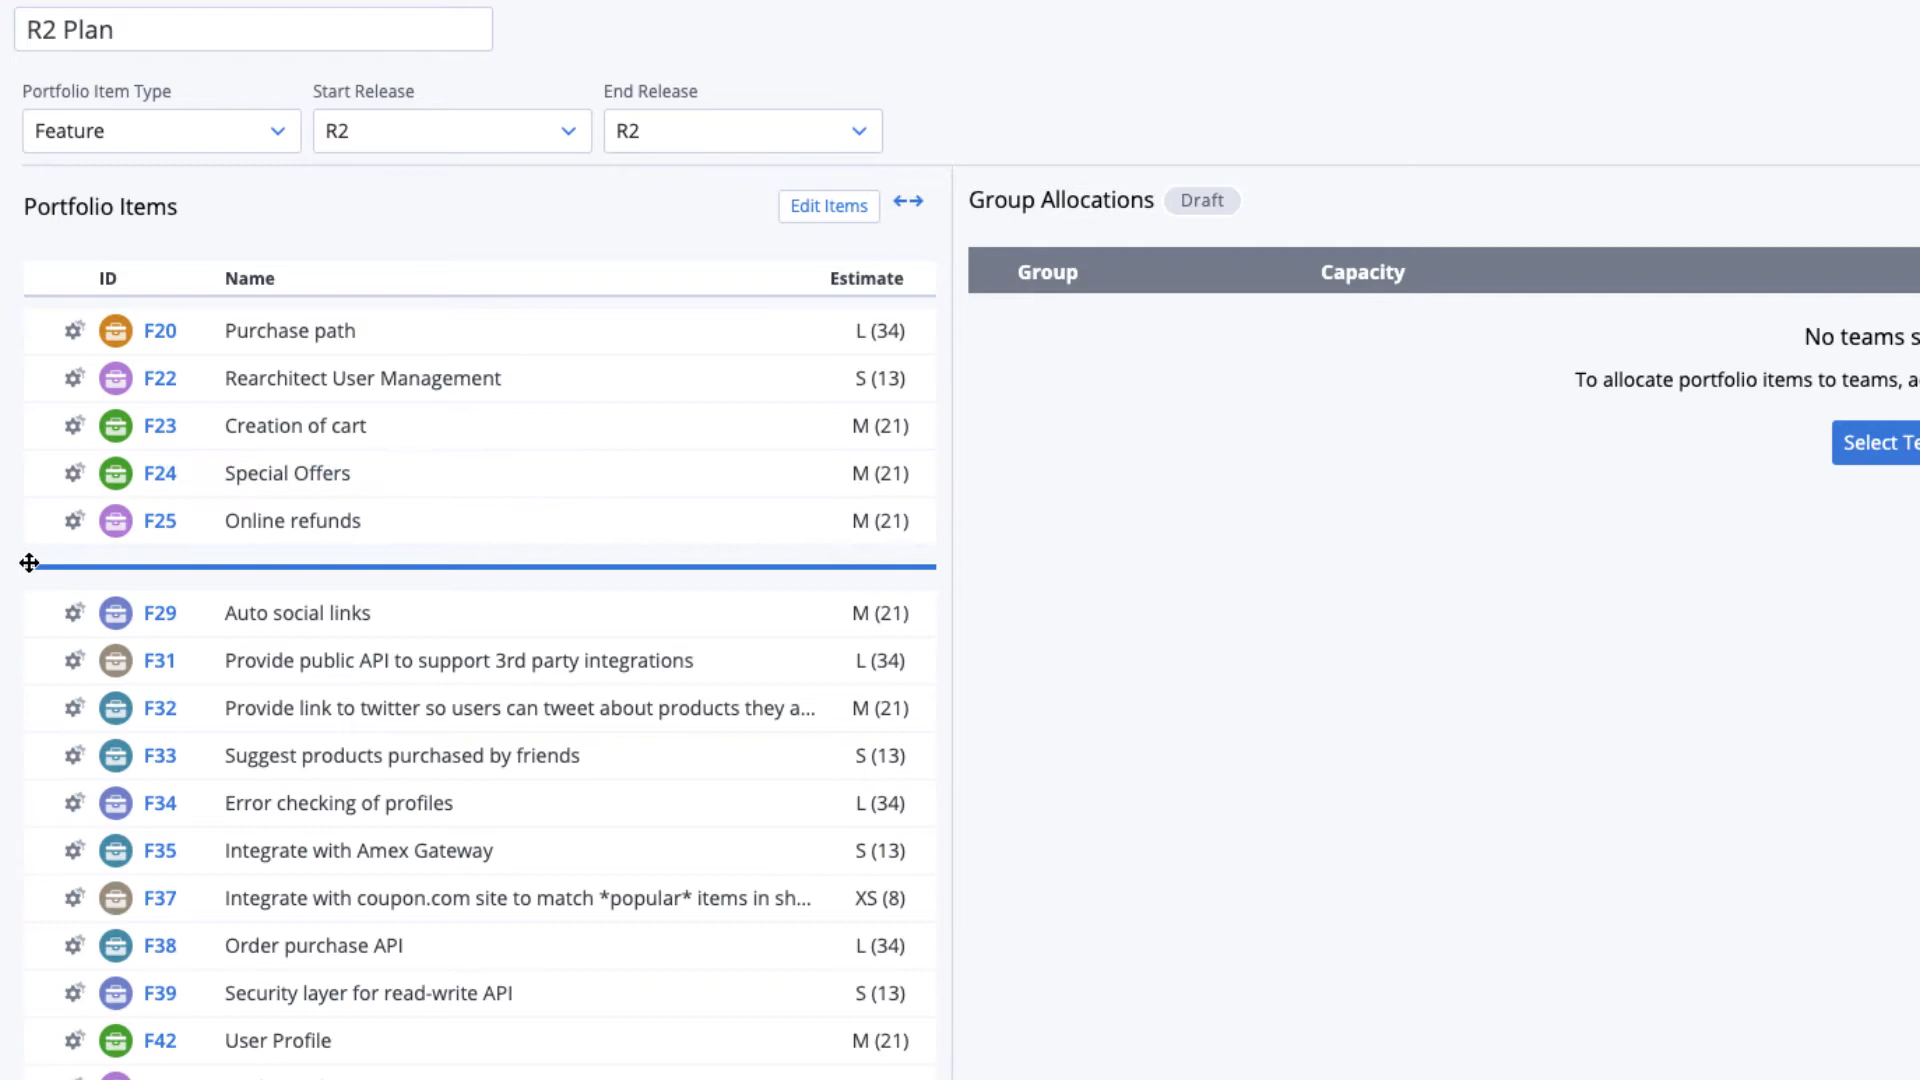 R2 Plan
Portfolio Item Type Start Release End Release
Feature R2 R2
Portfolio Items Edit Items
ID Name Estimate
F20 Purchase path L (34)
F22 Rearchitect User Management S (13)
F23 Creation of cart M (21)
F24 Special Offers M (21)
F25 Online refunds M (21)
F29 Auto social links M (21)
F31 Provide public API to support 3rd party integrations L (34)
F32 Provide link to twitter so users can tweet about products they a... M (21)
F33 Suggest products purchased by friends S (13)
F34 Error checking of profiles L (34)
F35 Integrate with Amex Gateway S (13)
F37 Integrate with coupon.com site to match *popular* items in sh... XS (8)
F38 Order purchase API L (34)
F39 Security layer for read-write API S (13)
F42 User Profile M (21)
Group Allocations Draft
Group Capacity
No teams s
To allocate portfolio items to teams, a
Select Te